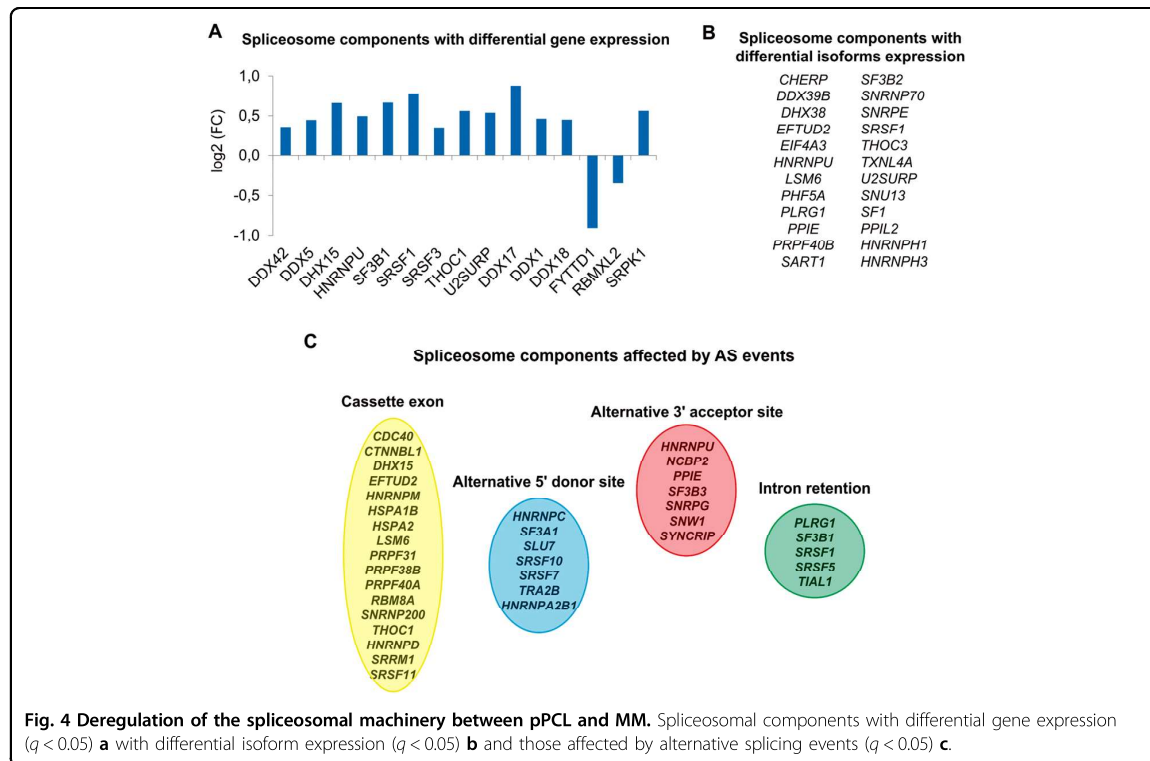 A
Spliceosome components with differential gene expression
log2 (FC)
1,0
0,5
0,0
-0,5
-1,0
DDX42
DDX5
DHX15
HNRNPU
SF3B1
SRSF1
SRSF3
THOC1
U2SURP
DDX17
DDX1
DDX18
FYTTD1
RBMXL2
SRPK1
B
Spliceosome components with
differential isoforms expression
CHERP SF3B2
DDX39B SNRNP70
DHX38 SNRPE
EFTUD2 SRSF1
EIF4A3 THOC3
HNRNPU TXNL4A
LSM6 U2SURP
PHF5A SNU13
PLRG1 SF1
PPIE PPIL2
PRPF40B HNRNPH1
SART1 HNRNPH3
C
Spliceosome components affected by AS events
Cassette exon
CDC40
CTNNBL1
DHX15
EFTUD2
HNRNPM
HSPA1B
HSPA2
LSM6
PRPF31
PRPF38B
PRPF40A
RBM8A
SNRNP200
THOC1
HNRNPD
SRRM1
SRSF11
Alternative 5' donor site
HNRNPC
SF3A1
SLU7
SRSF10
SRSF7
TRA2B
HNRNPA2B1
Alternative 3' acceptor site
HNRNPU
NCBP2
PPIE
SF3B3
SNRPG
SNW1
SYNCRIP
Intron retention
PLRG1
SF3B1
SRSF1
SRSF5
TIAL1
Fig. 4 Deregulation of the spliceosomal machinery between pPCL and MM. Spliceosomal components with differential gene expression
(q < 0.05) a with differential isoform expression (q < 0.05) b and those affected by alternative splicing events (q < 0.05) c.